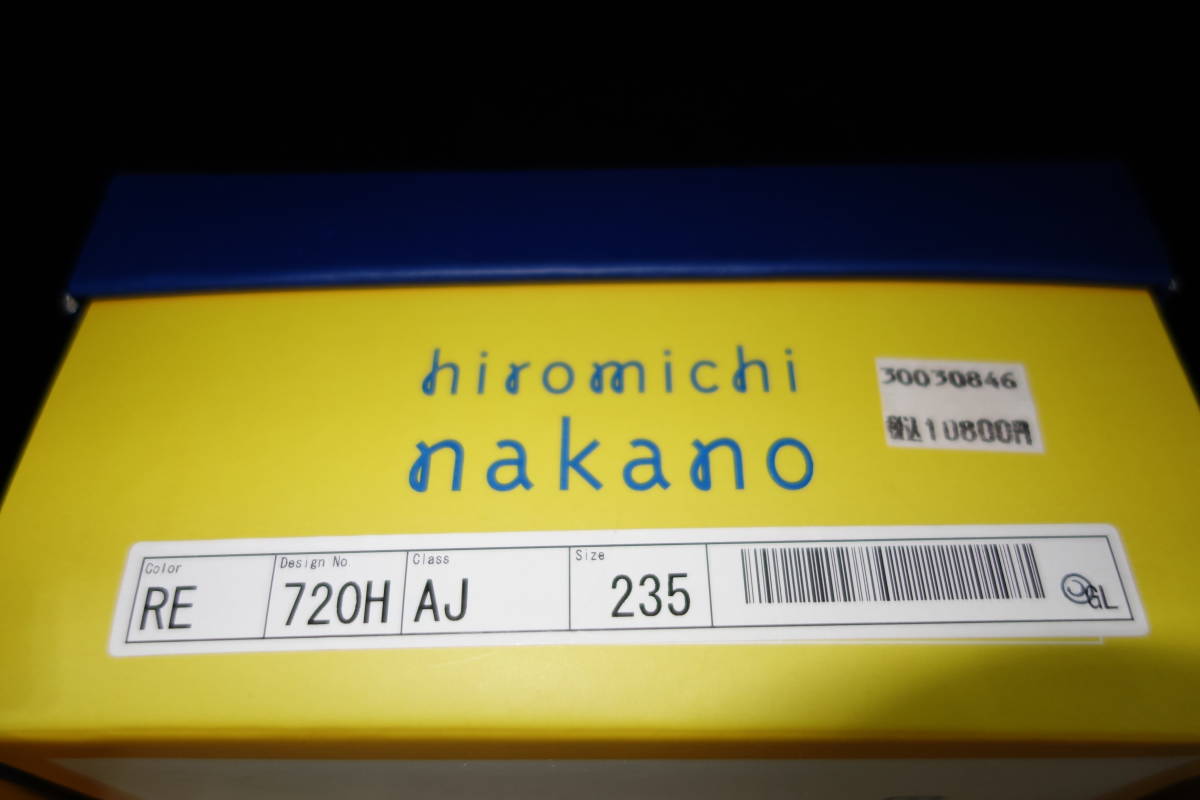 hiromichi
nakano
30030846
税込10800円
Color
RE
Design No.
720H
Class
AJ
Size
235
GL